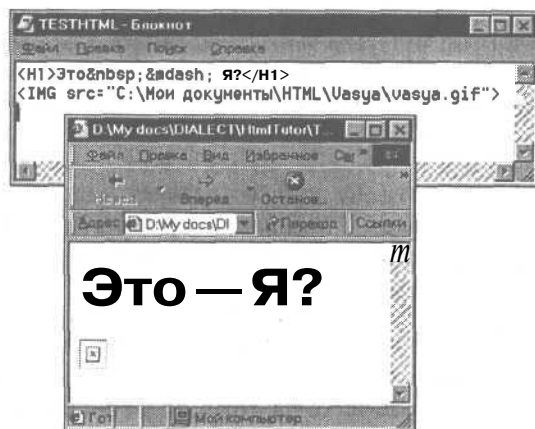 TESTHTML - Блокнот
Файл Правка Поиск Справка
<H1>Это&nbsp;&mdash; Я?</H1>
<IMG src="C:\Мои документы\HTML\Vasya\vasya.gif">
D:\My docs\DIALECT\HtmlTutor\T...
Файл Правка Вид Избранное Се »
Назад Вперед Останов... »
Адрес D:\My docs\DI Переход Ссылки
m
Это — Я?
Гот Мой компьютер